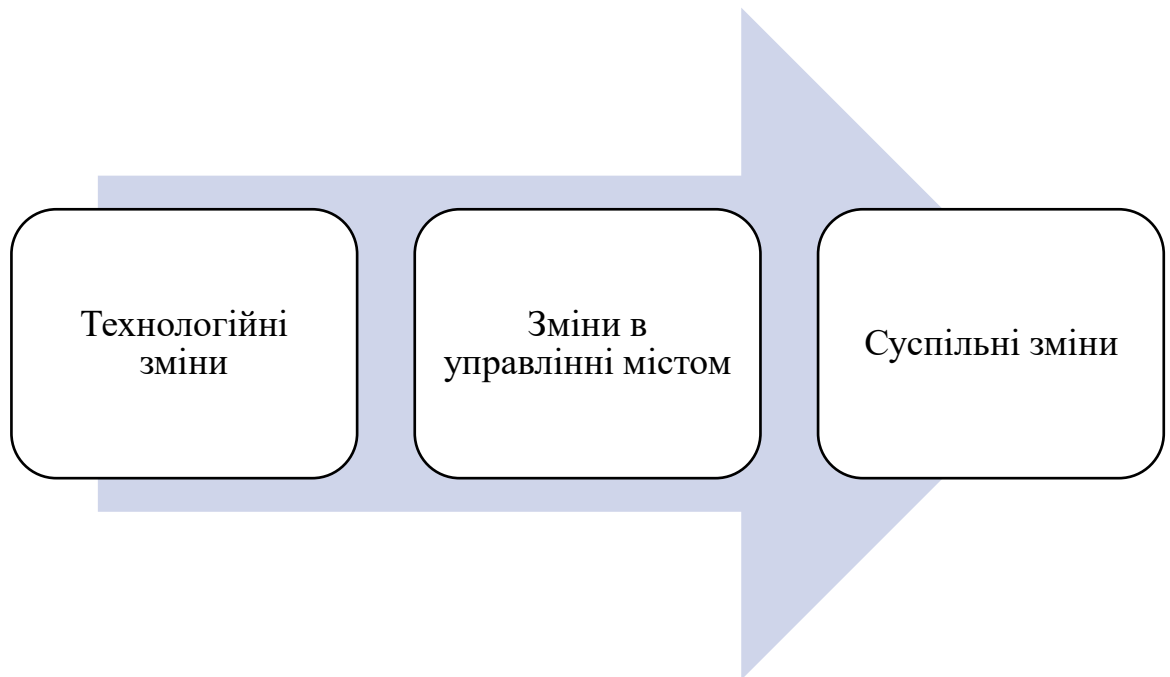 Технологійні
зміни
Зміни в
управлінні містом
Суспільні зміни